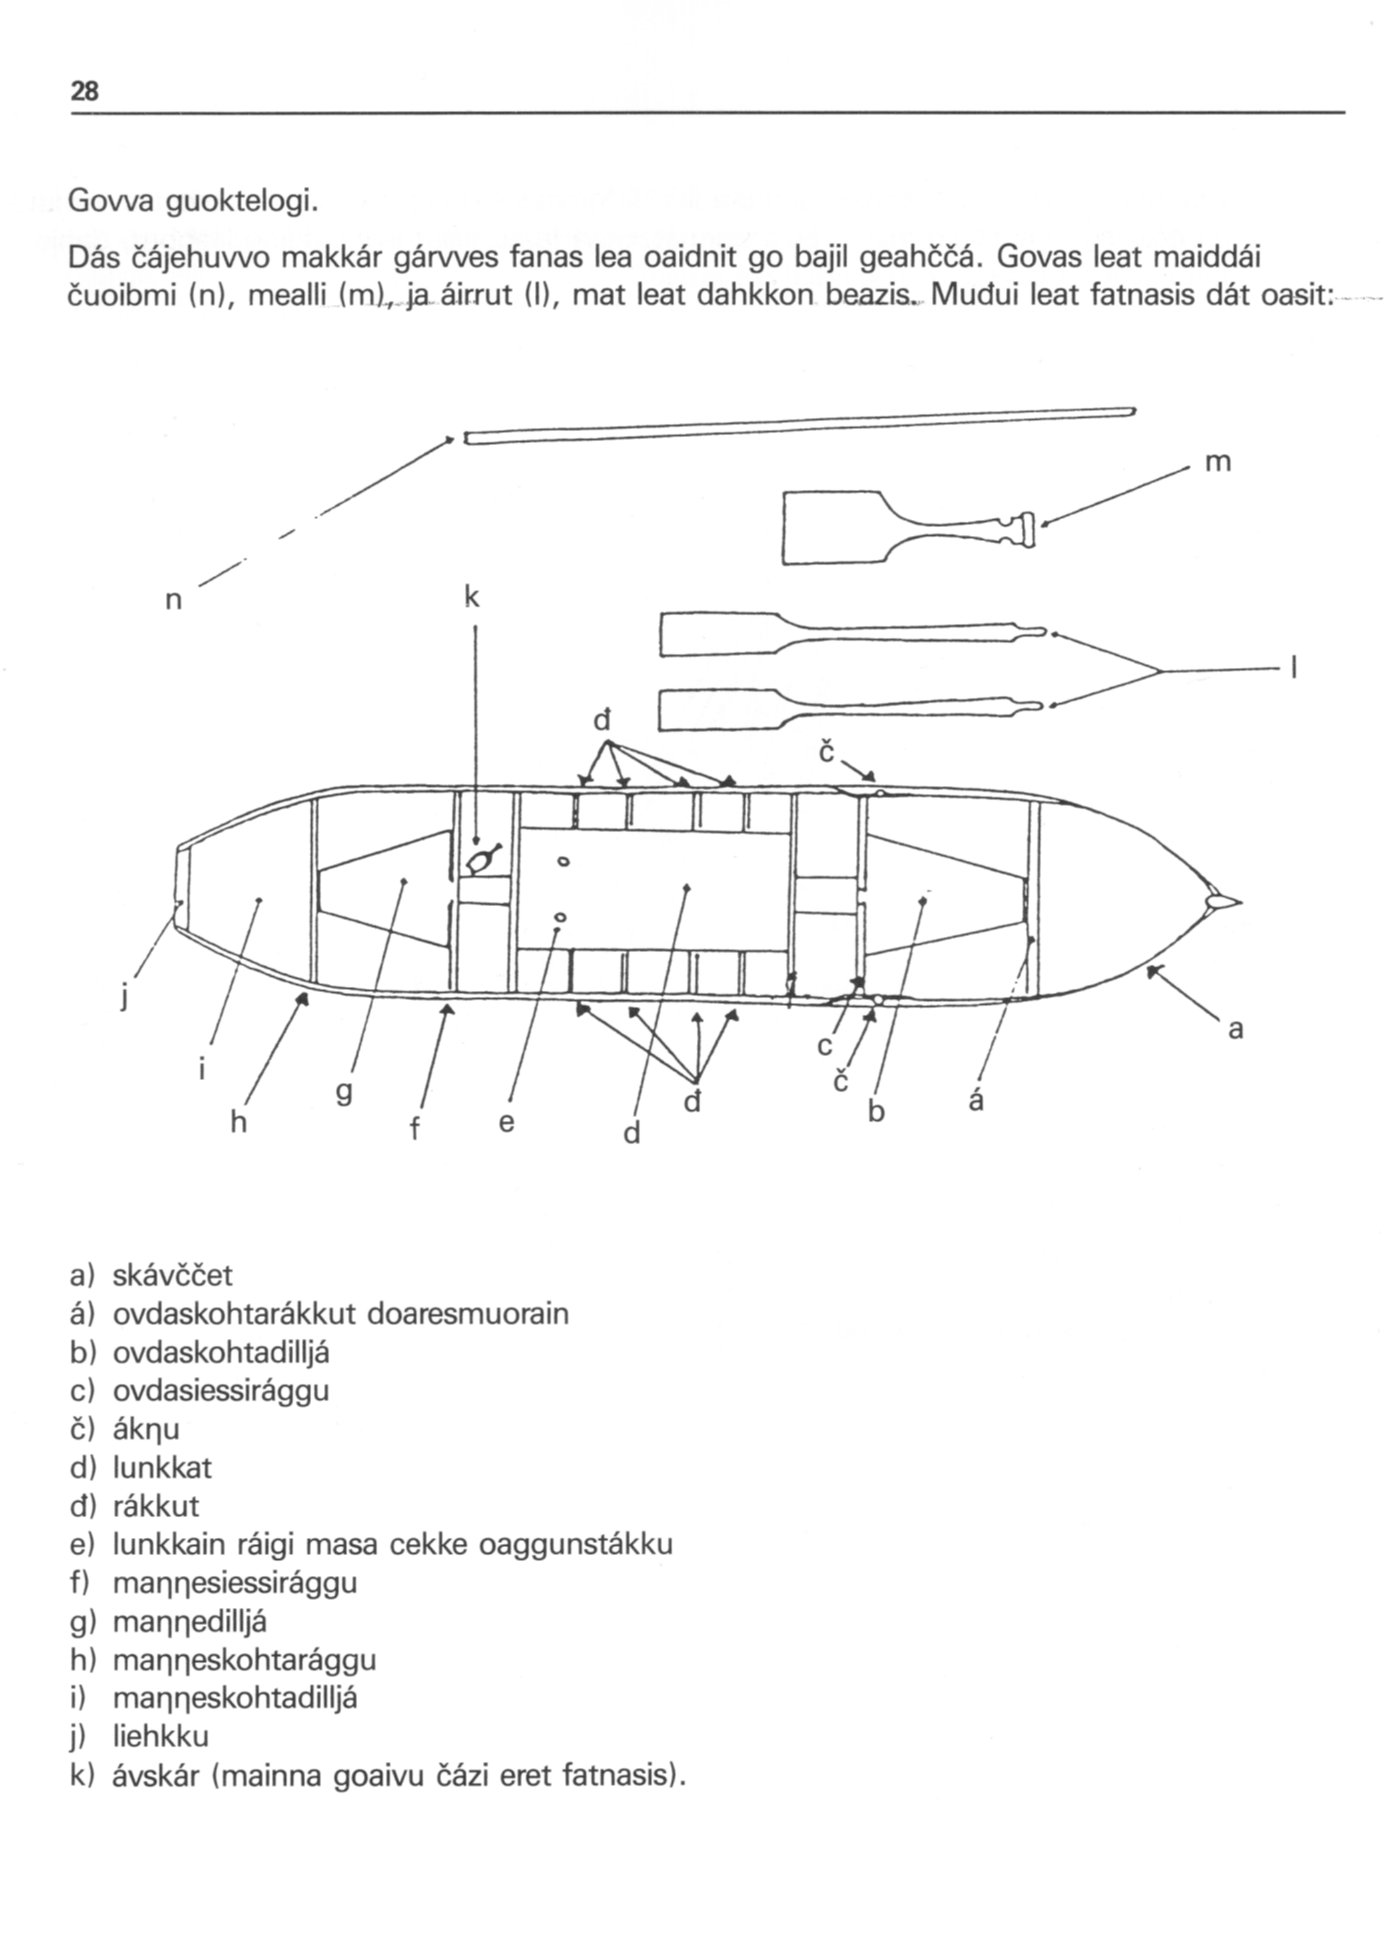 28
Govva guoktelogi.
Dás čájehuvvo makkár gárvves fanas lea oaidnit go bajil geahččá. Govas leat maiddái
čuoibmi (n), mealli (m), ja áirrut (l), mat leat dahkkon beazis. Muđui leat fatnasis dát oasit:
m
n
k
l
đ
č
j
a
c
i
č
g
đ
á
b
h
f
e
d
a) skávččet
á) ovdaskohtarákkut doaresmuorain
b) ovdaskohtadilljá
c) ovdasiessirággu
č) ákŋu
d) lunkkat
đ) rákkut
e) lunkkain ráigi masa cekke oaggunstákku
f) maŋŋesiessirággu
g) maŋŋedilljá
h) maŋŋeskohtarággu
i) maŋŋeskohtadilljá
j) liehkku
k) ávskár (mainna goaivu čázi eret fatnasis).